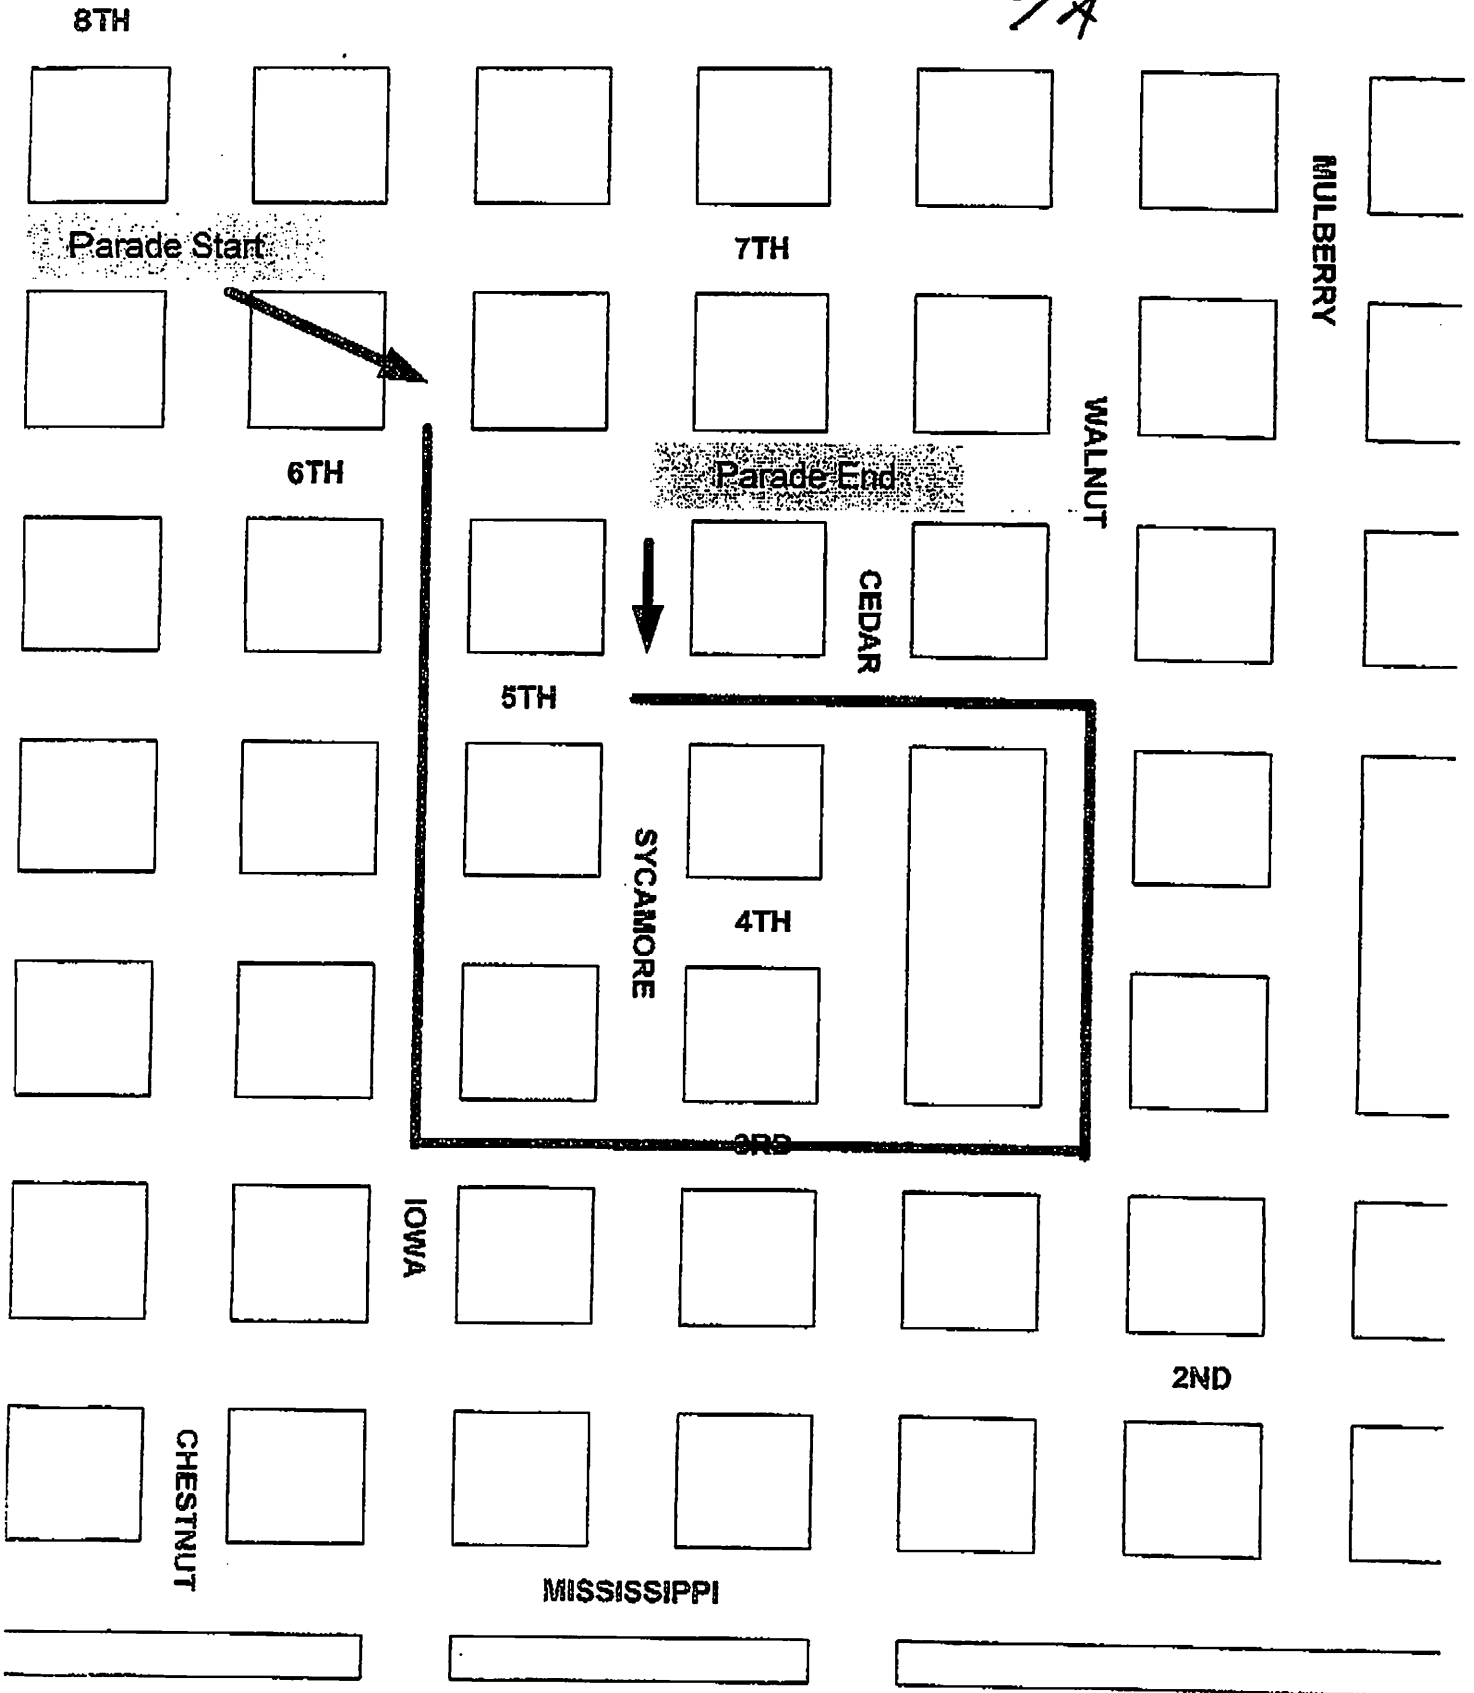 8TH
Parade Start
7TH
MULBERRY
6TH
Parade End
WALNUT
CEDAR
5TH
SYCAMORE
4TH
3RD
IOWA
2ND
CHESTNUT
MISSISSIPPI